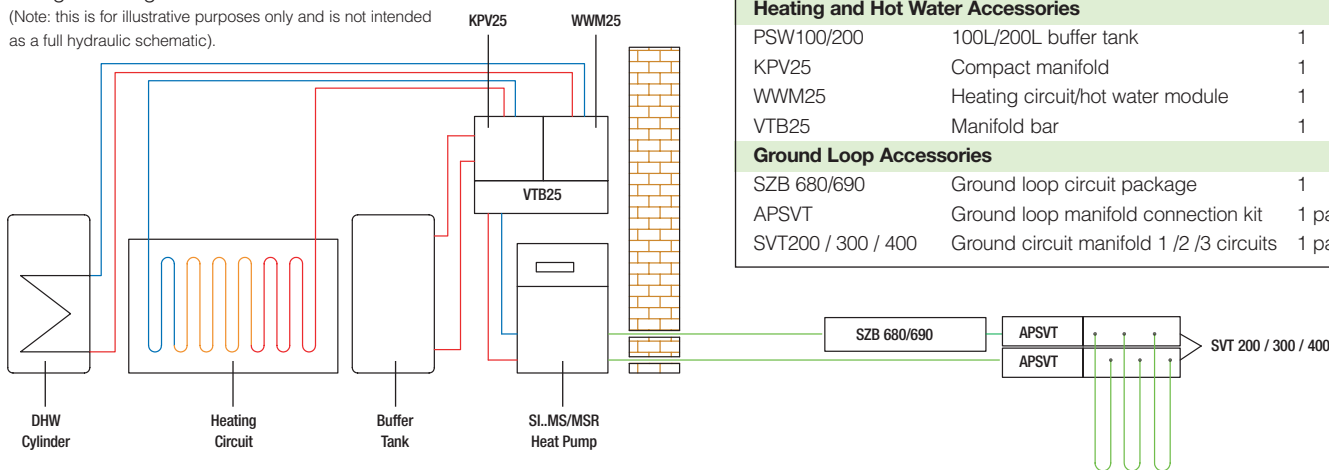 (Note: this is for illustrative purposes only and is not intended
as a full hydraulic schematic).
KPV25 WWM25
VTB25
DHW
Cylinder
Heating
Circuit
Buffer
Tank
SI..MS/MSR
Heat Pump
Heating and Hot Water Accessories
PSW100/200 100L/200L buffer tank 1
KPV25 Compact manifold 1
WWM25 Heating circuit/hot water module 1
VTB25 Manifold bar 1
Ground Loop Accessories
SZB 680/690 Ground loop circuit package 1
APSVT Ground loop manifold connection kit 1 pa
SVT200 / 300 / 400 Ground circuit manifold 1 /2 /3 circuits 1 pa
SZB 680/690
APSVT
APSVT
SVT 200 / 300 / 400